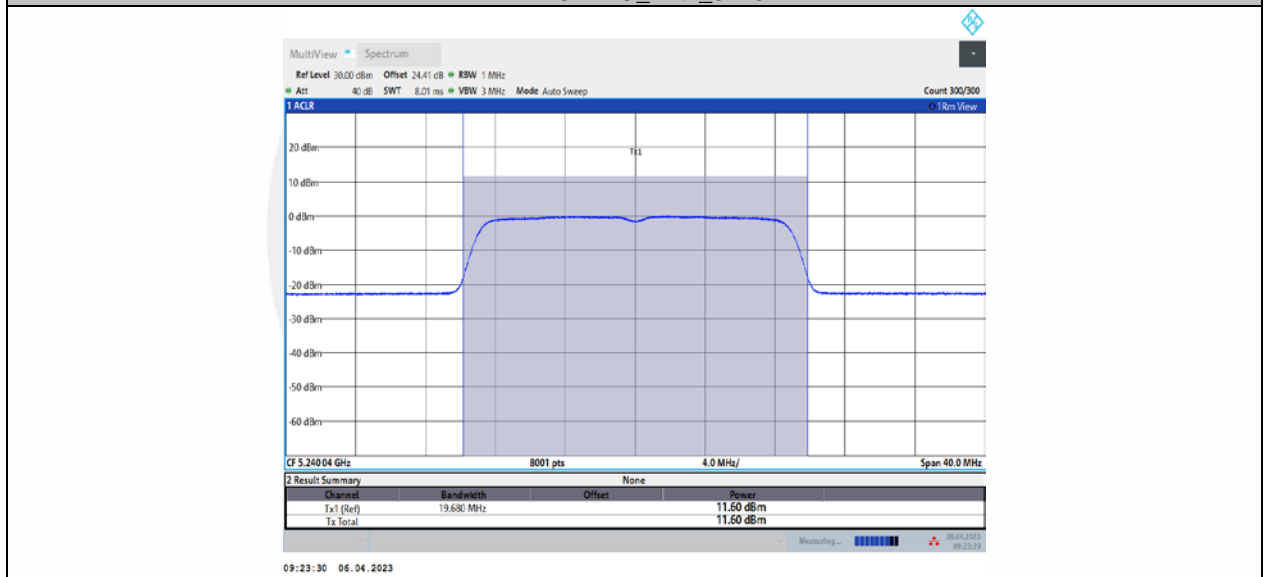 MultiView Spectrum
Ref Level 30.00 dBm Offset 24.41 dB RBW 1 MHz
Att 40 dB SWT 8.01 ms VBW 3 MHz Mode Auto Sweep Count 300/300
1 ACLR 1Rm View
Tx1
20 dBm
10 dBm
0 dBm
-10 dBm
-20 dBm
-30 dBm
-40 dBm
-50 dBm
-60 dBm
CF 5.240 04 GHz 8001 pts 4.0 MHz/ Span 40.0 MHz
2 Result Summary None
Channel Bandwidth Offset Power
Tx1 (Ref) 19.680 MHz 11.60 dBm
Tx Total 11.60 dBm
Measuring... 06.04.2023
09:23:29
09:23:30 06.04.2023